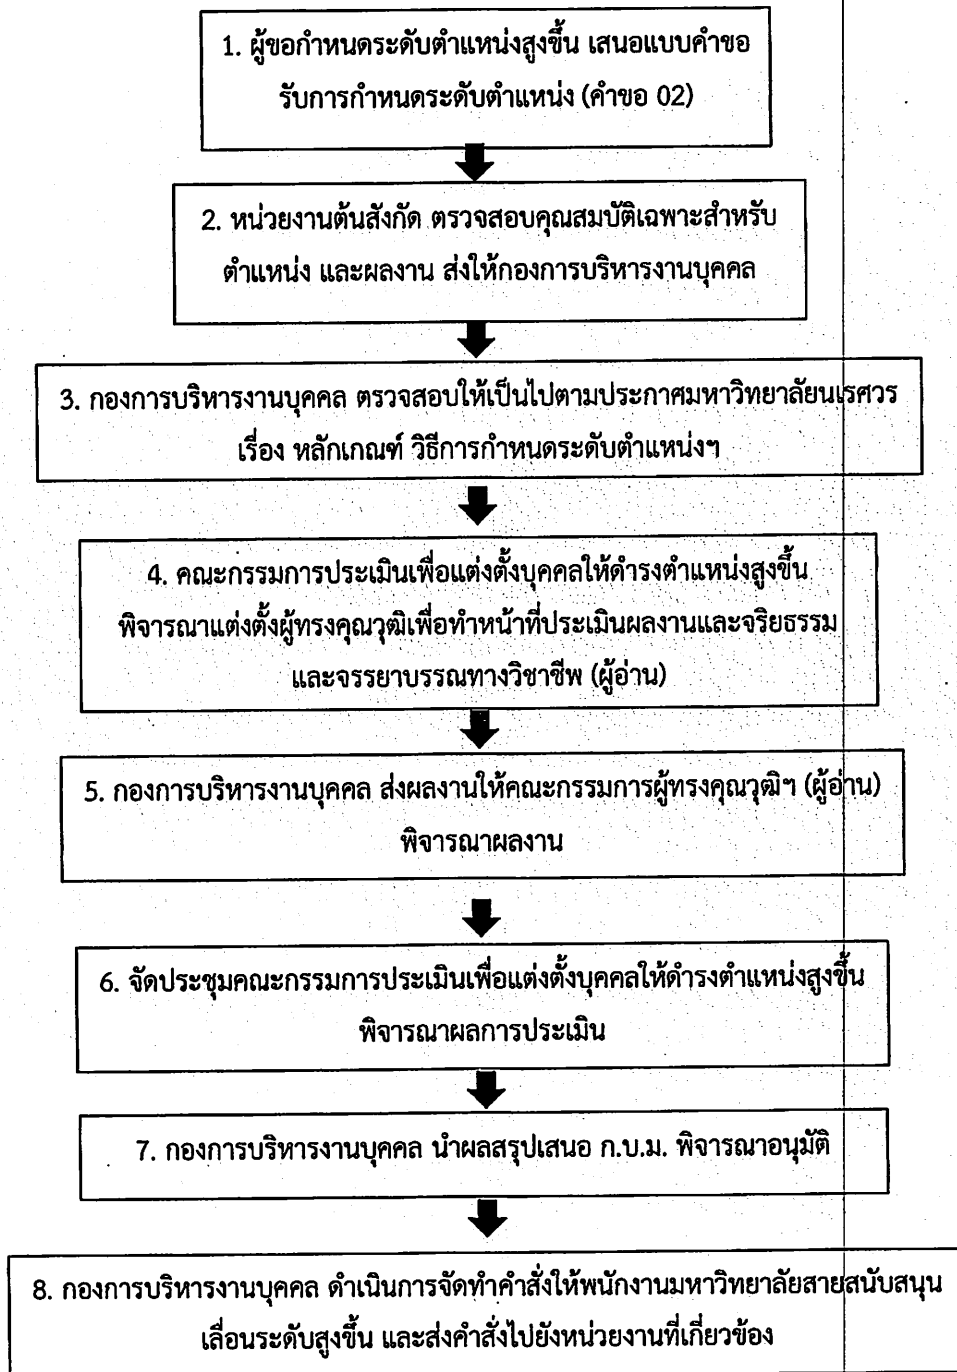 1. ผู้ขอกำหนดระดับตำแหน่งสูงขึ้น เสนอแบบคำขอ
รับการกำหนดระดับตำแหน่ง (คำขอ 02)
2. หน่วยงานต้นสังกัด ตรวจสอบคุณสมบัติเฉพาะสำหรับ
ตำแหน่ง และผลงาน ส่งให้กองการบริหารงานบุคคล
3. กองการบริหารงานบุคคล ตรวจสอบให้เป็นไปตามประกาศมหาวิทยาลัยนเรศวร
เรื่อง หลักเกณฑ์ วิธีการกำหนดระดับตำแหน่งฯ
4. คณะกรรมการประเมินเพื่อแต่งตั้งบุคคลให้ดำรงตำแหน่งสูงขึ้น
พิจารณาแต่งตั้งผู้ทรงคุณวุฒิเพื่อทำหน้าที่ประเมินผลงานและจริยธรรม
และจรรยาบรรณทางวิชาชีพ (ผู้อ่าน)
5. กองการบริหารงานบุคคล ส่งผลงานให้คณะกรรมการผู้ทรงคุณวุฒิฯ (ผู้อ่าน)
พิจารณาผลงาน
6. จัดประชุมคณะกรรมการประเมินเพื่อแต่งตั้งบุคคลให้ดำรงตำแหน่งสูงขึ้น
พิจารณาผลการประเมิน
7. กองการบริหารงานบุคคล นำผลสรุปเสนอ ก.บ.ม. พิจารณาอนุมัติ
8. กองการบริหารงานบุคคล ดำเนินการจัดทำคำสั่งให้พนักงานมหาวิทยาลัยสายสนับสนุน
เลื่อนระดับสูงขึ้น และส่งคำสั่งไปยังหน่วยงานที่เกี่ยวข้อง